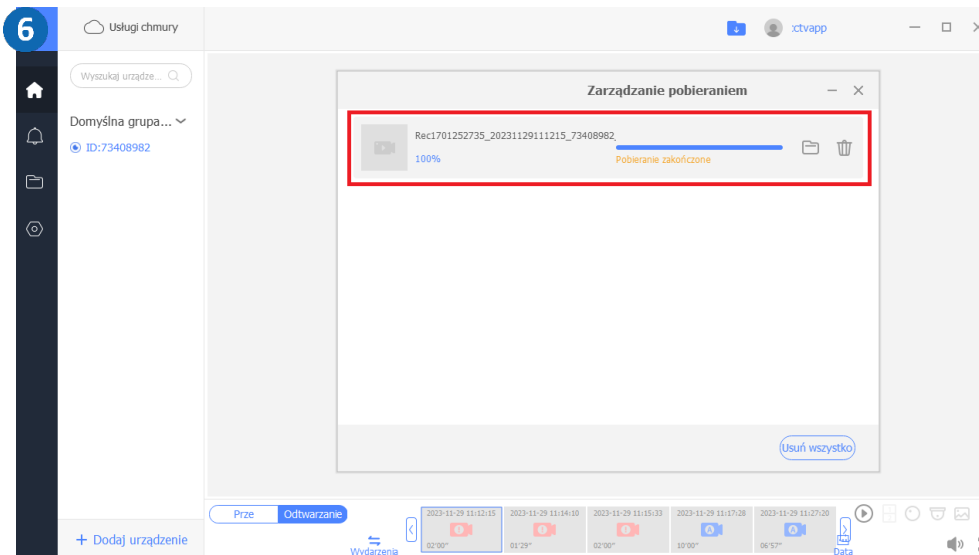 6
Usługi chmury
:ctvapp
Wyszukaj urządze...
Domyślna grupa...
ID:73408982
Zarządzanie pobieraniem
Rec1701252735_20231129111215_73408982_
100%
Pobieranie zakończone
Usuń wszystko
Prze
Odtwarzanie
Wydarzenia
2023-11-29 11:12:15
02'00"
2023-11-29 11:14:10
01'29"
2023-11-29 11:15:33
02'00"
2023-11-29 11:17:28
A
10'00"
2023-11-29 11:27:20
A
06'57"
Data
+ Dodaj urządzenie